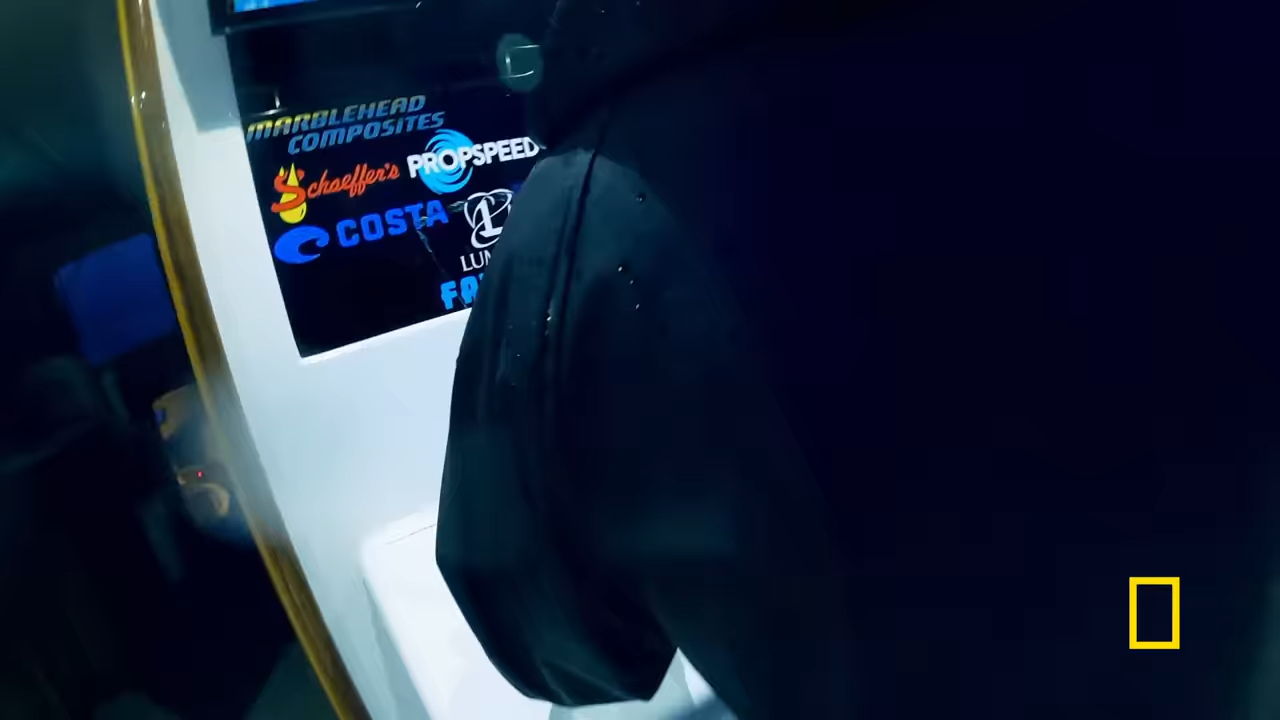 MARBLEHEAD
COMPOSITES
Schaeffer's
PROPSPEED
COSTA
L